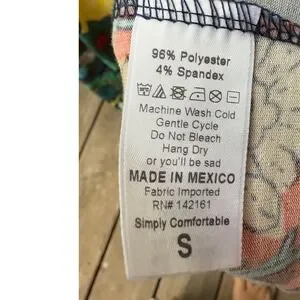 96% Polyester
4% Spandex
Machine Wash Cold
Gentle Cycle
Do Not Bleach
Hang Dry
or you'll be sad
MADE IN MEXICO
Fabric Imported
RN# 142161
Simply Comfortable
S